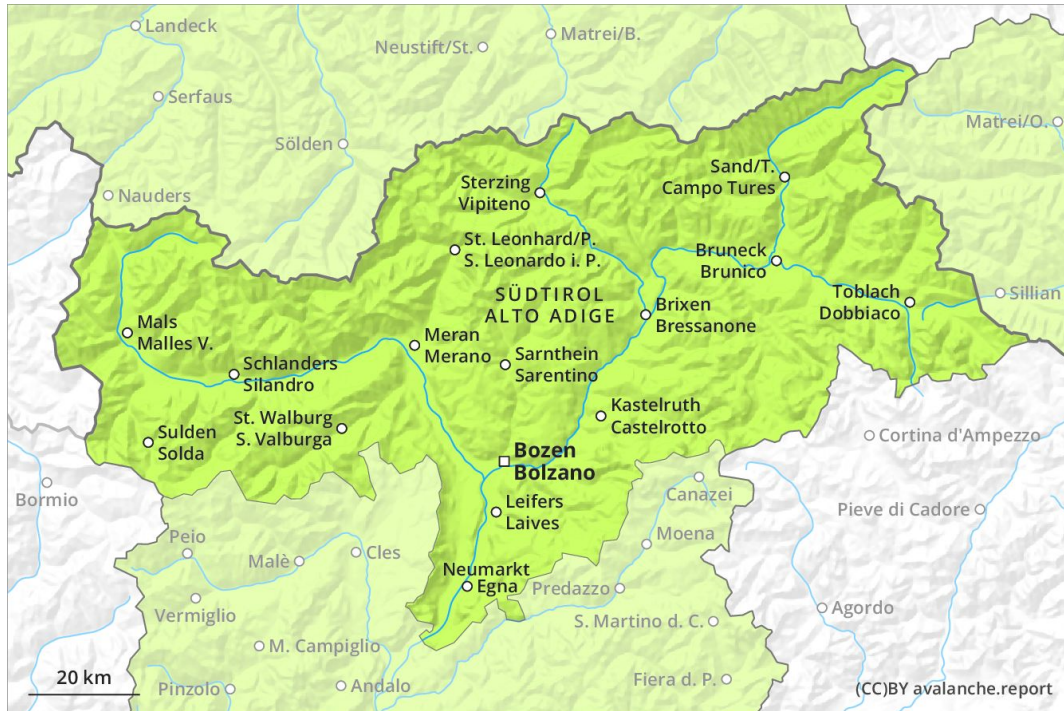 Landeck
Matrei/B.
Neustift/St.
Serfaus
Matrei/O.
Sölden
Sand/T.
Campo Tures
Sterzing
Vipiteno
Nauders
St. Leonhard/P.
S. Leonardo i. P.
Bruneck
Brunico
SÜDTIROL
ALTO ADIGE
Toblach
Dobbiaco
Sillian
Brixen
Bressanone
Mals
Malles V.
Meran
Merano
Sarnthein
Sarentino
Schlanders
Silandro
Kastelruth
Castelrotto
St. Walburg
S. Valburga
Sulden
Solda
Cortina d'Ampezzo
Bozen
Bolzano
Bormio
Canazei
Leifers
Laives
Pieve di Cadore
Moena
Peio
Malè
Cles
Neumarkt
Egna
Predazzo
Vermiglio
Agordo
S. Martino d. C.
M. Campiglio
20 km
Pinzolo
Andalo
Fiera d. P.
(CC)BY avalanche.report